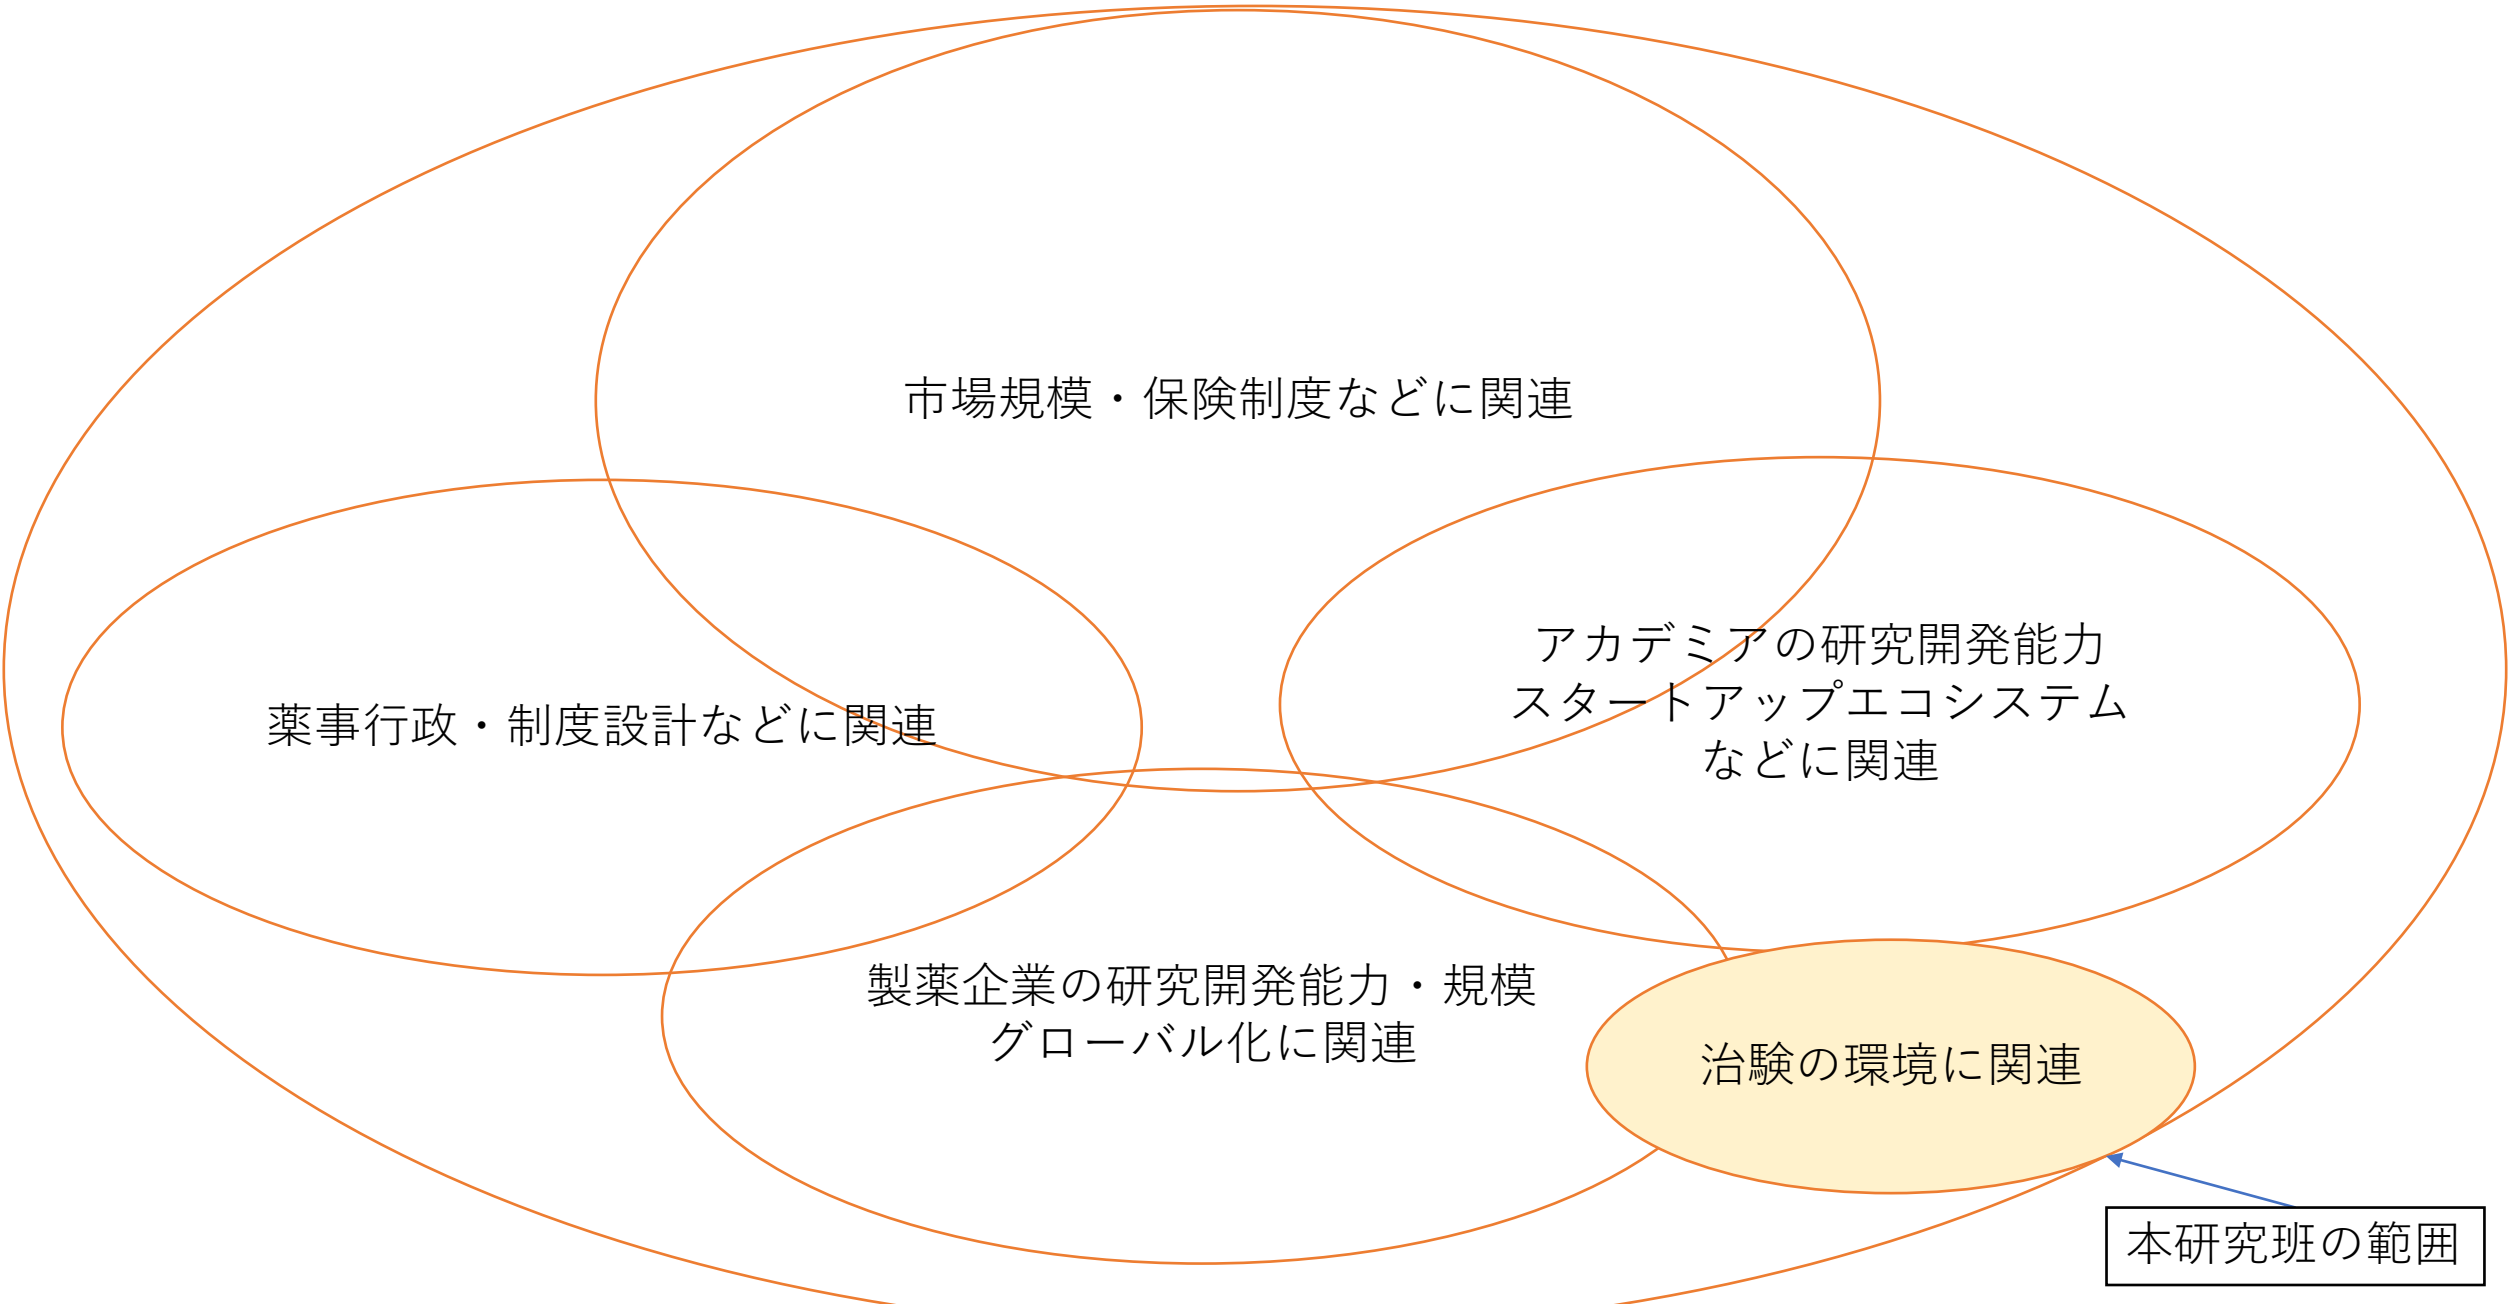 市場規模・保険制度などに関連
アカデミアの研究開発能力
スタートアップエコシステム
などに関連
薬事行政・制度設計などに関連
製薬企業の研究開発能力・規模
グローバル化に関連
治験の環境に関連
本研究班の範囲